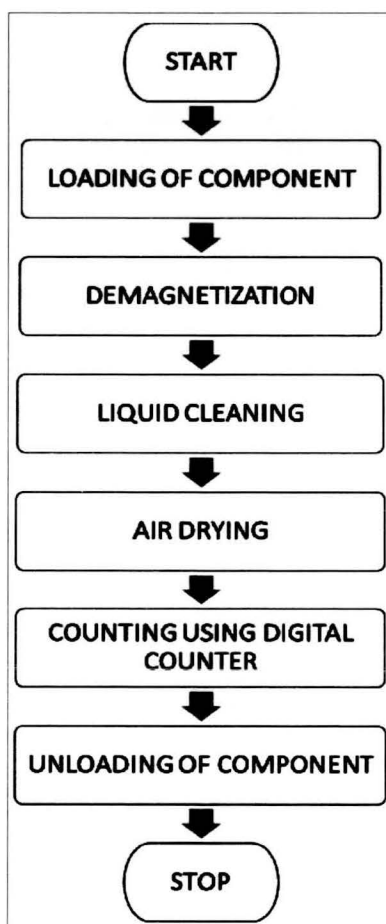 START
LOADING OF COMPONENT
DEMAGNETIZATION
LIQUID CLEANING
AIR DRYING
COUNTING USING DIGITAL
COUNTER
UNLOADING OF COMPONENT
STOP